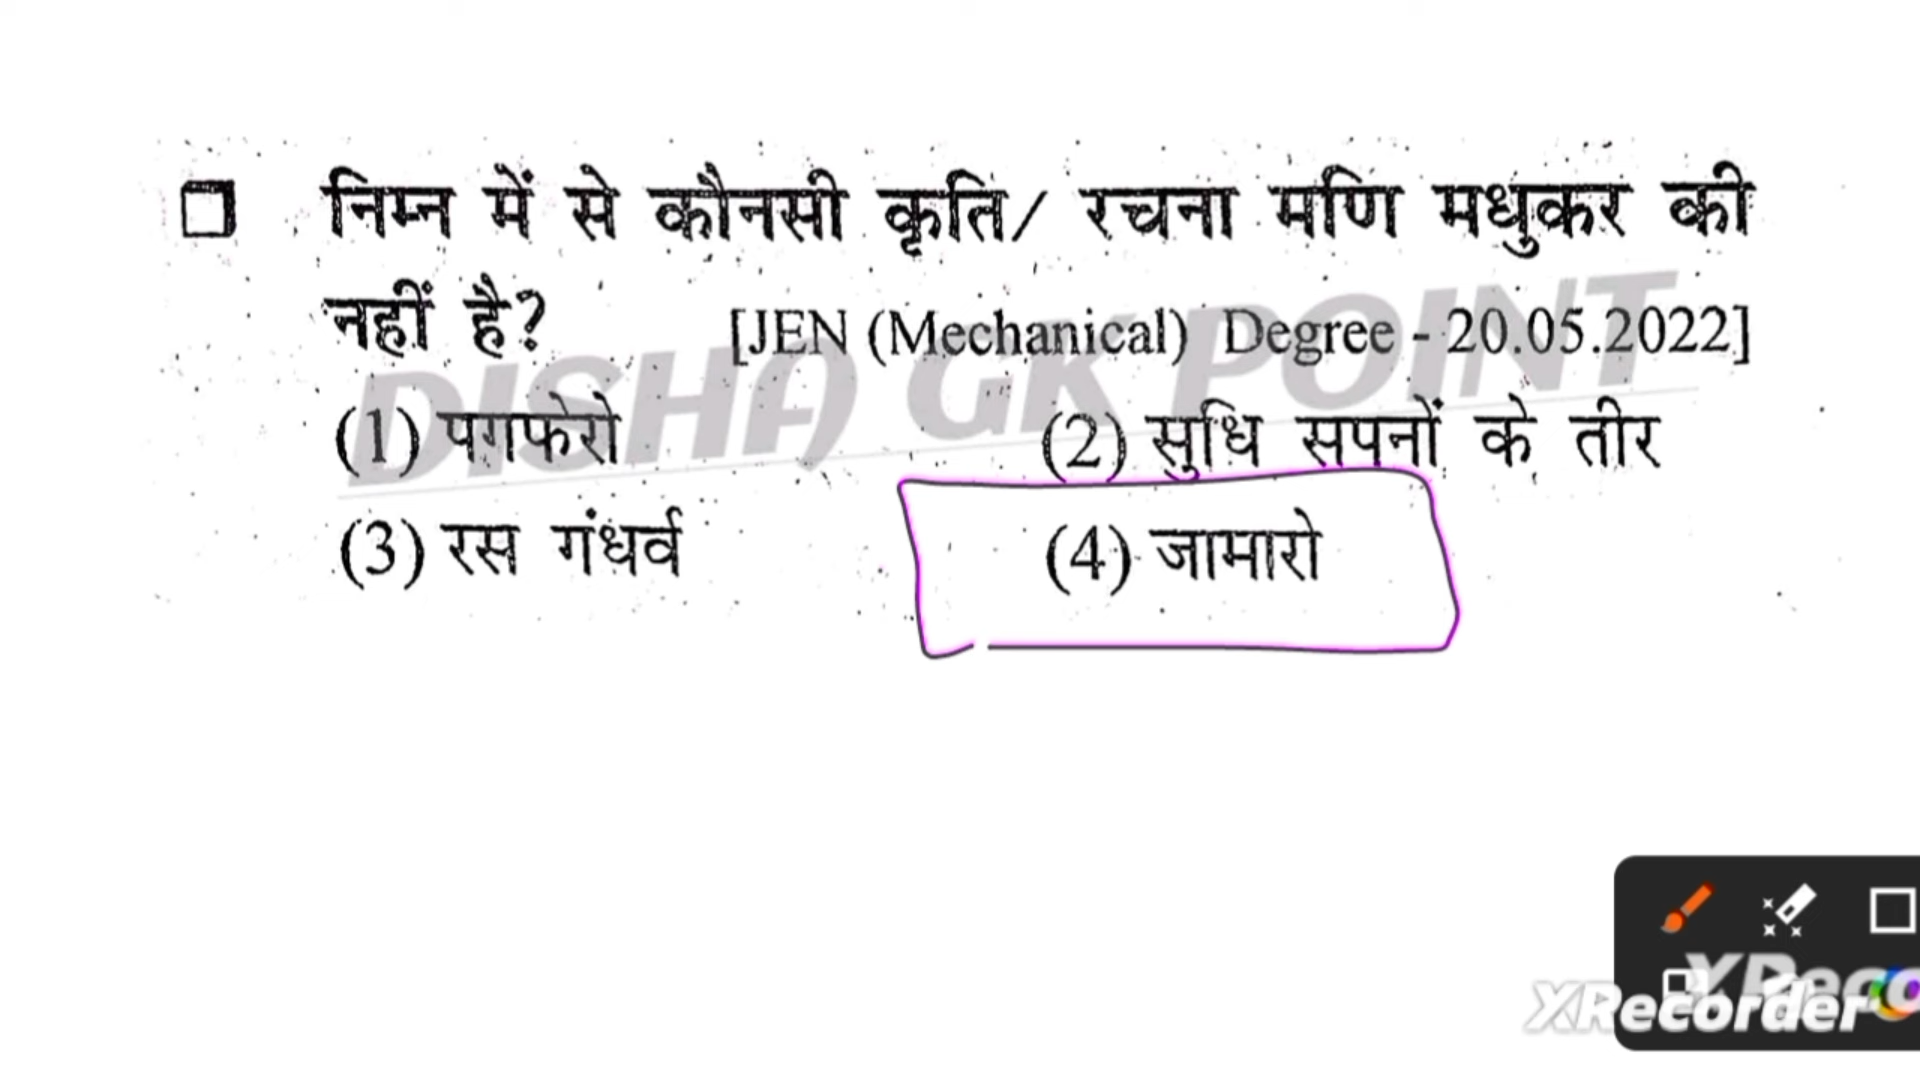 निम्न में से कौनसी कृति/ रचना मणि मधुकर की
नहीं है? [JEN (Mechanical) Degree - 20.05.2022]
DISHA GK POINT
(1) पगफेरो (2) सुधि सपनों के तीर
(3) रस गंधर्व (4) जामारो
XReco
XRecorder